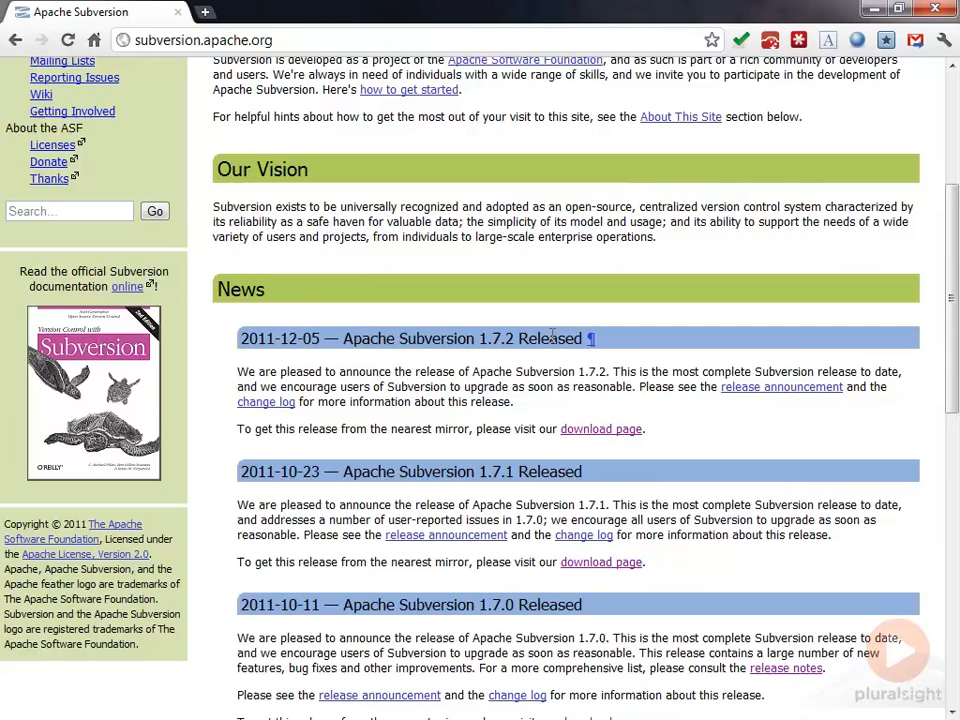 Apache Subversion
subversion.apache.org
Mailing Lists
Reporting Issues
Wiki
Getting Involved
About the ASF
Licenses
Donate
Thanks
Search...
Go
Read the official Subversion
documentation online!
2nd Edition
Version Control with
Subversion
O'REILLY
Copyright © 2011 The Apache
Software Foundation, Licensed under
the Apache License, Version 2.0.
Apache, Apache Subversion, and the
Apache feather logo are trademarks of
The Apache Software Foundation.
Subversion and the Apache Subversion
logo are registered trademarks of The
Apache Software Foundation.
Subversion is developed as a project of the Apache Software Foundation, and as such is part of a rich community of developers
and users. We're always in need of individuals with a wide range of skills, and we invite you to participate in the development of
Apache Subversion. Here's how to get started.
For helpful hints about how to get the most out of your visit to this site, see the About This Site section below.
Our Vision
Subversion exists to be universally recognized and adopted as an open-source, centralized version control system characterized by
its reliability as a safe haven for valuable data; the simplicity of its model and usage; and its ability to support the needs of a wide
variety of users and projects, from individuals to large-scale enterprise operations.
News
2011-12-05 — Apache Subversion 1.7.2 Released ¶
We are pleased to announce the release of Apache Subversion 1.7.2. This is the most complete Subversion release to date,
and we encourage users of Subversion to upgrade as soon as reasonable. Please see the release announcement and the
change log for more information about this release.
To get this release from the nearest mirror, please visit our download page.
2011-10-23 — Apache Subversion 1.7.1 Released
We are pleased to announce the release of Apache Subversion 1.7.1. This is the most complete Subversion release to date,
and addresses a number of user-reported issues in 1.7.0; we encourage all users of Subversion to upgrade as soon as
reasonable. Please see the release announcement and the change log for more information about this release.
To get this release from the nearest mirror, please visit our download page.
2011-10-11 — Apache Subversion 1.7.0 Released
We are pleased to announce the release of Apache Subversion 1.7.0. This is the most complete Subversion release to date,
and we encourage users of Subversion to upgrade as soon as reasonable. This release contains a large number of new
features, bug fixes and other improvements. For a more comprehensive list, please consult the release notes.
Please see the release announcement and the change log for more information about this release.
pluralsight